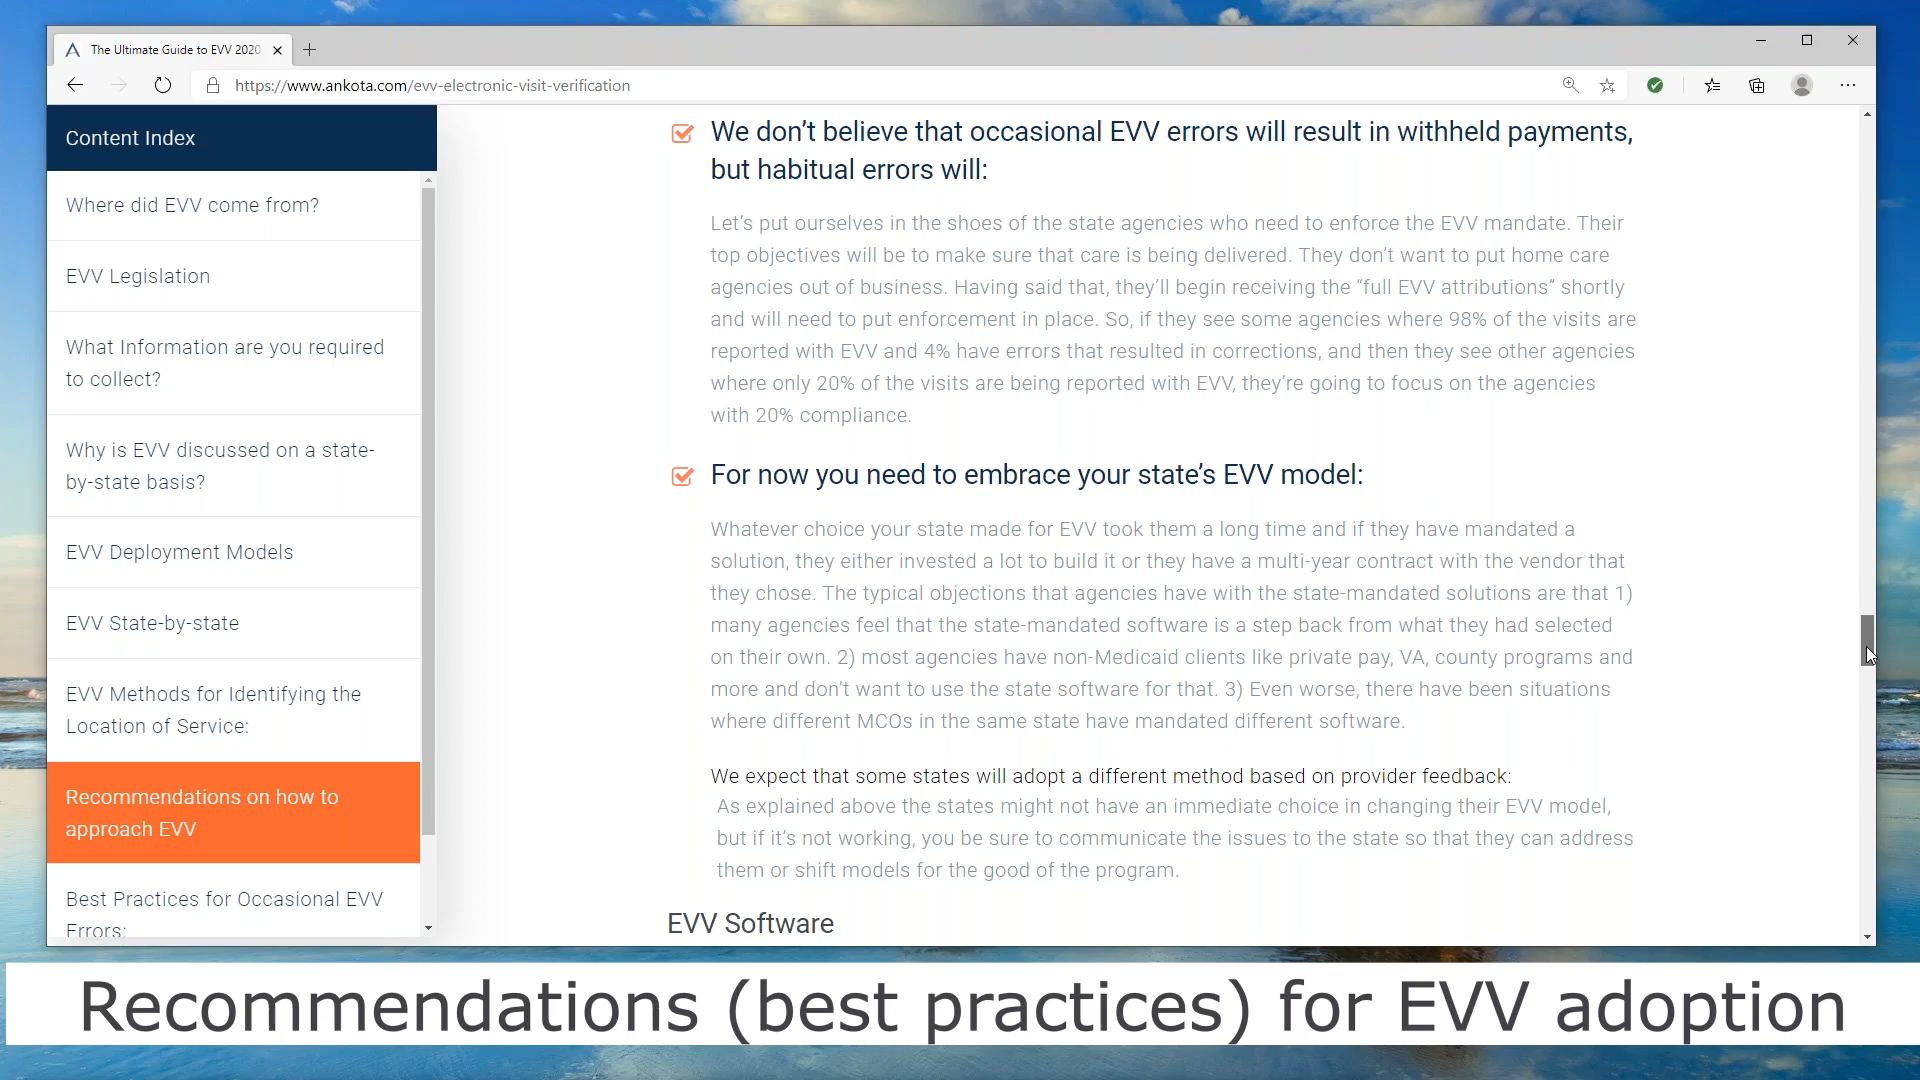 The Ultimate Guide to EVV 2020
https://www.ankota.com/evv-electronic-visit-verification
Content Index
Where did EVV come from?
EVV Legislation
What Information are you required
to collect?
Why is EVV discussed on a state-
by-state basis?
EVV Deployment Models
EVV State-by-state
EVV Methods for Identifying the
Location of Service:
Recommendations on how to
approach EVV
Best Practices for Occasional EVV
Errors:
We don’t believe that occasional EVV errors will result in withheld payments,
but habitual errors will:
Let’s put ourselves in the shoes of the state agencies who need to enforce the EVV mandate. Their
top objectives will be to make sure that care is being delivered. They don’t want to put home care
agencies out of business. Having said that, they’ll begin receiving the “full EVV attributions” shortly
and will need to put enforcement in place. So, if they see some agencies where 98% of the visits are
reported with EVV and 4% have errors that resulted in corrections, and then they see other agencies
where only 20% of the visits are being reported with EVV, they’re going to focus on the agencies
with 20% compliance.
For now you need to embrace your state’s EVV model:
Whatever choice your state made for EVV took them a long time and if they have mandated a
solution, they either invested a lot to build it or they have a multi-year contract with the vendor that
they chose. The typical objections that agencies have with the state-mandated solutions are that 1)
many agencies feel that the state-mandated software is a step back from what they had selected
on their own. 2) most agencies have non-Medicaid clients like private pay, VA, county programs and
more and don’t want to use the state software for that. 3) Even worse, there have been situations
where different MCOs in the same state have mandated different software.
We expect that some states will adopt a different method based on provider feedback:
As explained above the states might not have an immediate choice in changing their EVV model,
but if it’s not working, you be sure to communicate the issues to the state so that they can address
them or shift models for the good of the program.
EVV Software
Recommendations (best practices) for EVV adoption